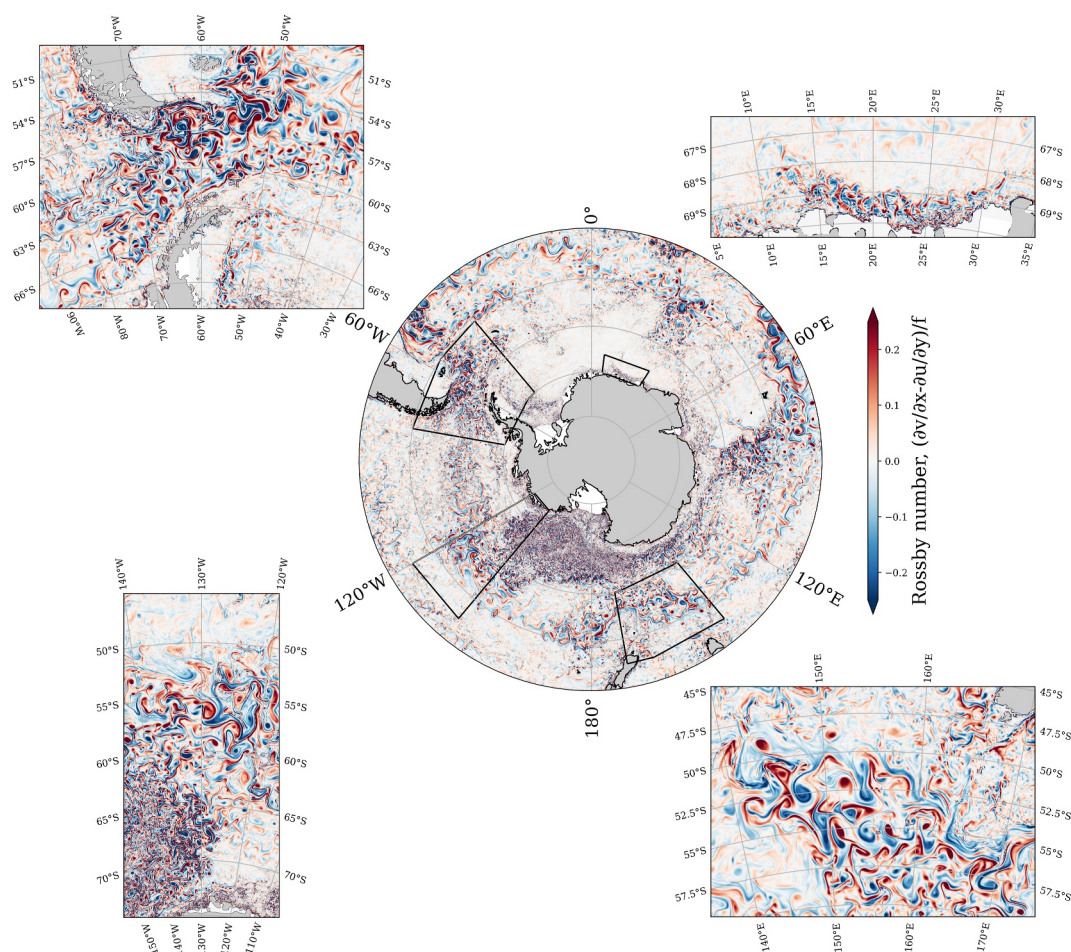 70°W
60°W
50°W
51°S
54°S
57°S
60°S
63°S
66°S
51°S
54°S
57°S
60°S
63°S
66°S
90°W
80°W
70°W
60°W
50°W
40°W
30°W
10°E
15°E
20°E
25°E
30°E
67°S
68°S
69°S
67°S
68°S
69°S
5°E
10°E
15°E
20°E
25°E
30°E
35°E
0°
60°E
120°E
180°
120°W
60°W
0.2
0.1
0.0
−0.1
−0.2
Rossby number, (∂v/∂x-∂u/∂y)/f
140°W
130°W
120°W
50°S
55°S
60°S
65°S
70°S
50°S
55°S
60°S
65°S
70°S
150°W
140°W
130°W
120°W
110°W
150°E
160°E
45°S
47.5°S
50°S
52.5°S
55°S
57.5°S
45°S
47.5°S
50°S
52.5°S
55°S
57.5°S
140°E
150°E
160°E
170°E